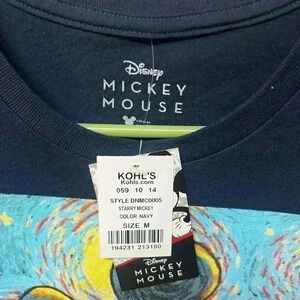 Disney
MICKEY
MOUSE
KOHL'S
Kohls.com
059 10 14
STYLE DNMC0005
STARRY MICKEY
COLOR NAVY
SIZE M
194231 213190
Disney
MICKEY
MOUSE